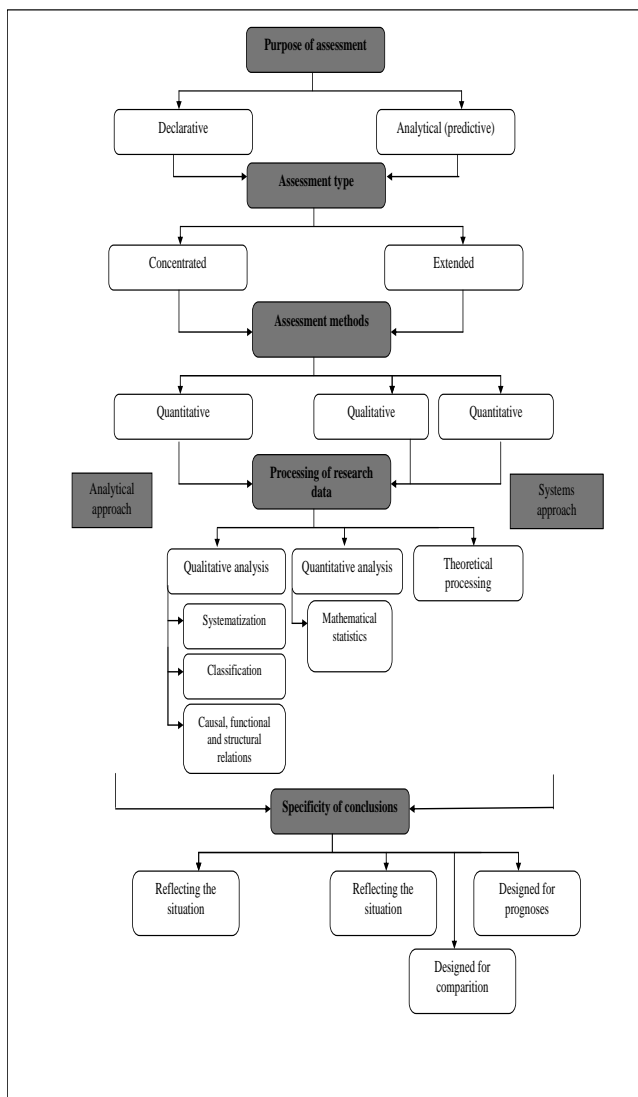 Purpose of assessment
Declarative
Analytical (predictive)
Assessment type
Concentrated
Extended
Assessment methods
Quantitative
Qualitative
Quantitative
Analytical
approach
Processing of research
data
Systems
approach
Qualitative analysis
Quantitative analysis
Theoretical
processing
Systematization
Mathematical
statistics
Classification
Causal, functional
and structural
relations
Specificity of conclusions
Reflecting the
situation
Reflecting the
situation
Designed for
prognoses
Designed for
comparition